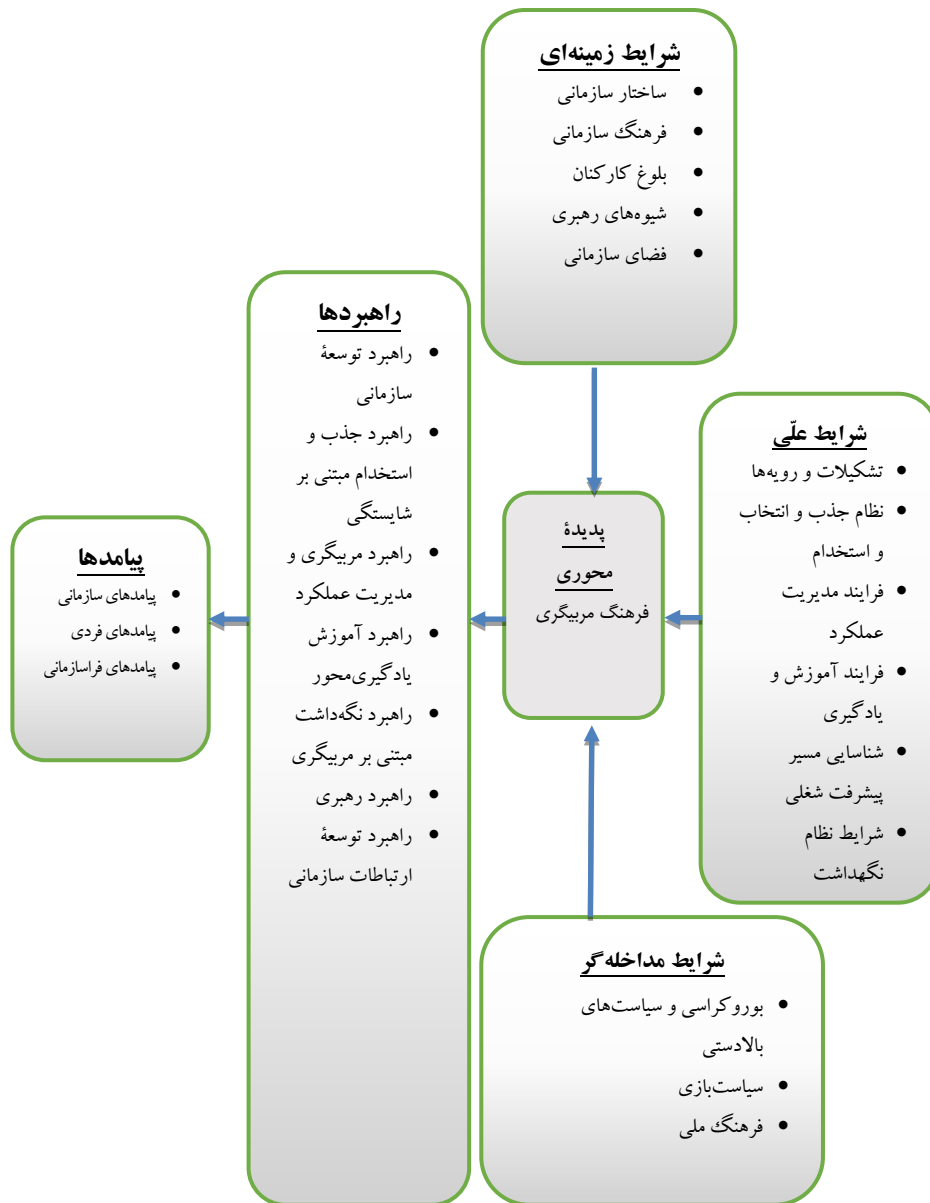 شرایط زمینه‌ای
• ساختار سازمانی
• فرهنگ سازمانی
• بلوغ کارکنان
• شیوه‌های رهبری
• فضای سازمانی
شرایط علّی
• تشکیلات و رویه‌ها
• نظام جذب و انتخاب
و استخدام
• فرایند مدیریت
عملکرد
• فرایند آموزش و
یادگیری
• شناسایی مسیر
پیشرفت شغلی
• شرایط نظام
نگهداشت
پدیدۀ
محوری
فرهنگ مربیگری
شرایط مداخله‌گر
• بوروکراسی و سیاست‌های
بالادستی
• سیاست‌بازی
• فرهنگ ملی
راهبردها
• راهبرد توسعۀ
سازمانی
• راهبرد جذب و
استخدام مبتنی بر
شایستگی
• راهبرد مربیگری و
مدیریت عملکرد
• راهبرد آموزش
یادگیری‌محور
• راهبرد نگه‌داشت
مبتنی بر مربیگری
• راهبرد رهبری
• راهبرد توسعۀ
ارتباطات سازمانی
پیامدها
• پیامدهای سازمانی
• پیامدهای فردی
• پیامدهای فراسازمانی